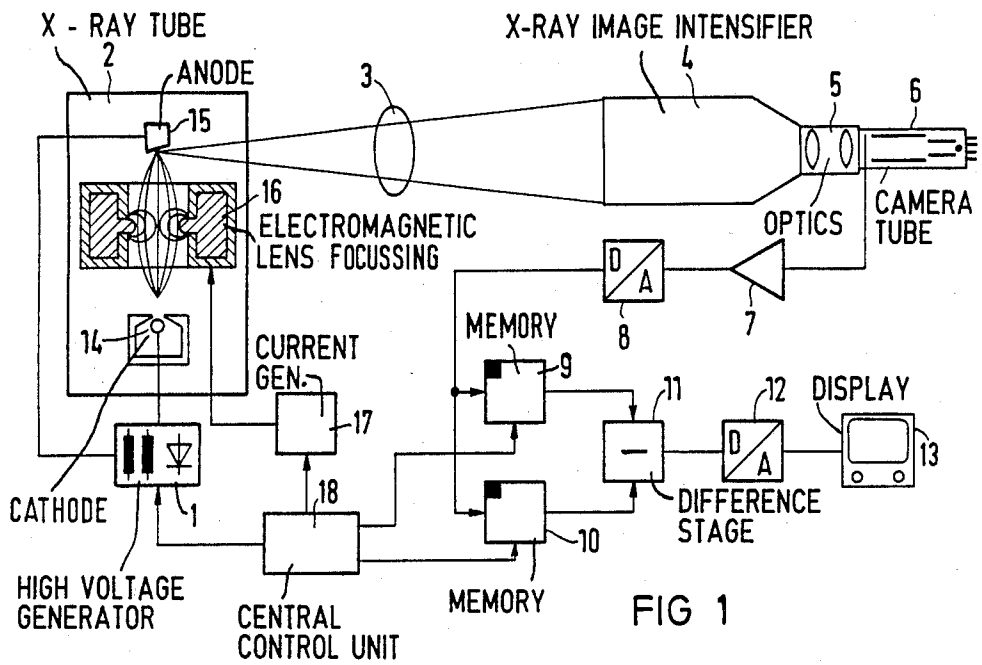 X - RAY TUBE
2
ANODE
15
3
X-RAY IMAGE INTENSIFIER
4
5
6
OPTICS
CAMERA
TUBE
16
ELECTROMAGNETIC
LENS FOCUSSING
D
A
8
7
14
CURRENT
GEN.
17
MEMORY
9
11
12
D
A
DISPLAY
13
DIFFERENCE
STAGE
CATHODE
1
18
10
MEMORY
HIGH VOLTAGE
GENERATOR
CENTRAL
CONTROL UNIT
FIG 1